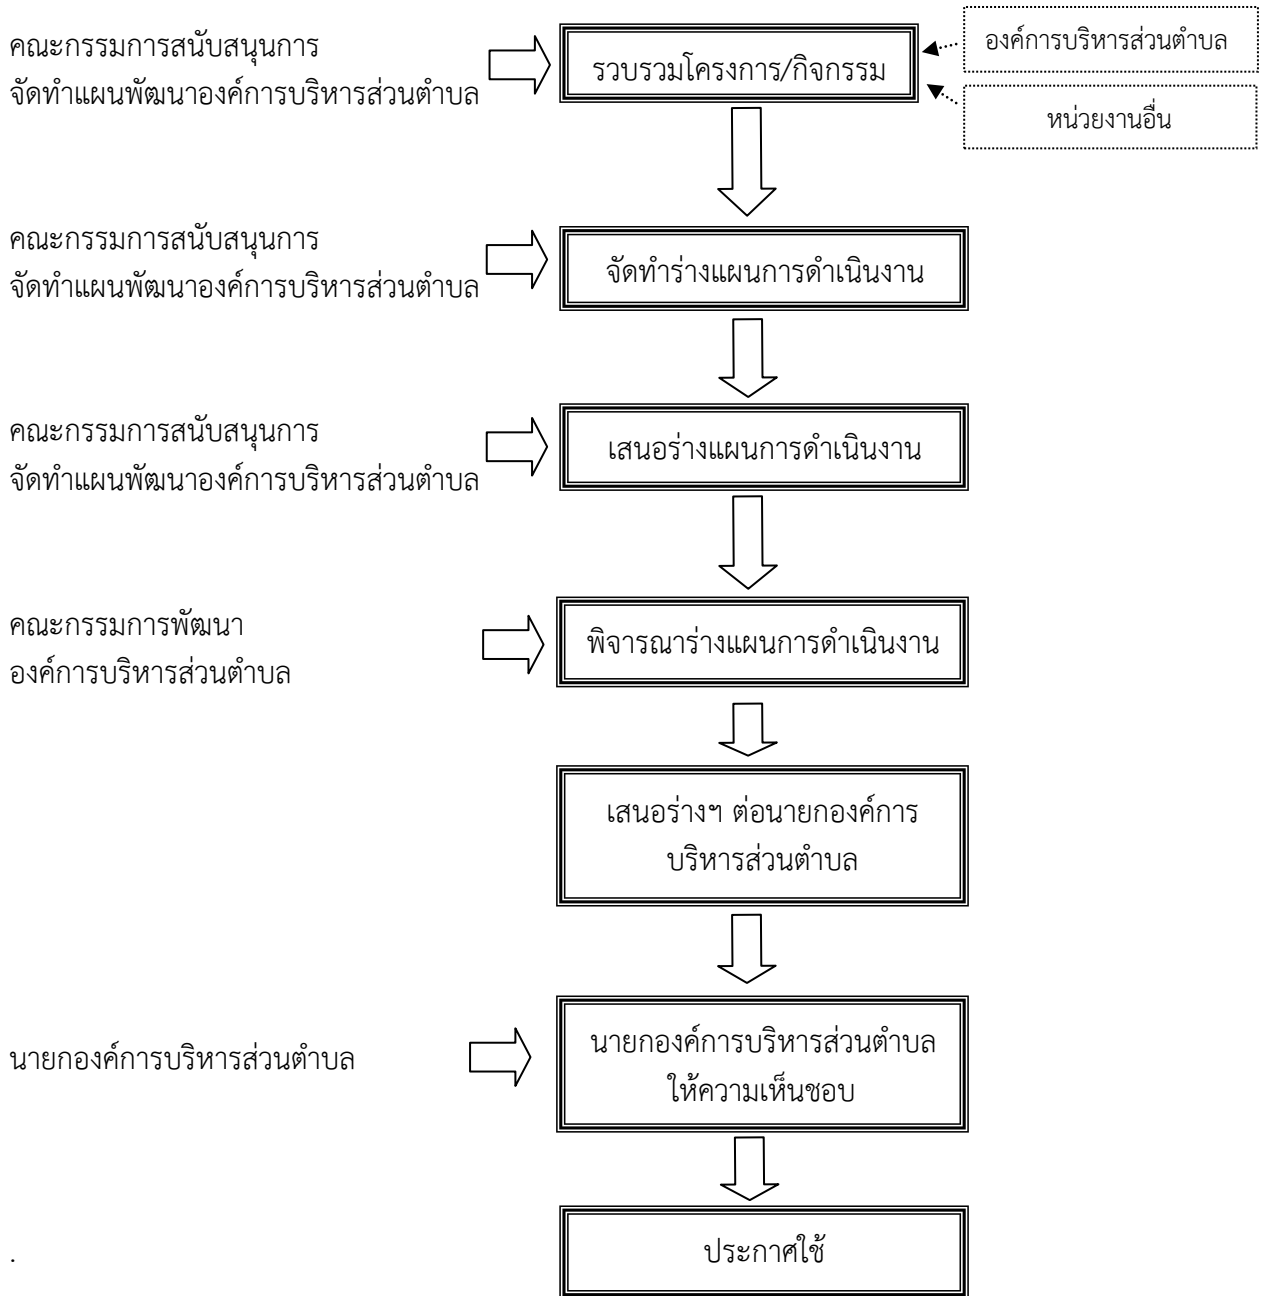 คณะกรรมการสนับสนุนการ
จัดทำแผนพัฒนาองค์การบริหารส่วนตำบล
รวบรวมโครงการ/กิจกรรม
องค์การบริหารส่วนตำบล
หน่วยงานอื่น
คณะกรรมการสนับสนุนการ
จัดทำแผนพัฒนาองค์การบริหารส่วนตำบล
จัดทำร่างแผนการดำเนินงาน
คณะกรรมการสนับสนุนการ
จัดทำแผนพัฒนาองค์การบริหารส่วนตำบล
เสนอร่างแผนการดำเนินงาน
คณะกรรมการพัฒนา
องค์การบริหารส่วนตำบล
พิจารณาร่างแผนการดำเนินงาน
เสนอร่างฯ ต่อนายกองค์การ
บริหารส่วนตำบล
นายกองค์การบริหารส่วนตำบล
นายกองค์การบริหารส่วนตำบล
ให้ความเห็นชอบ
.
ประกาศใช้